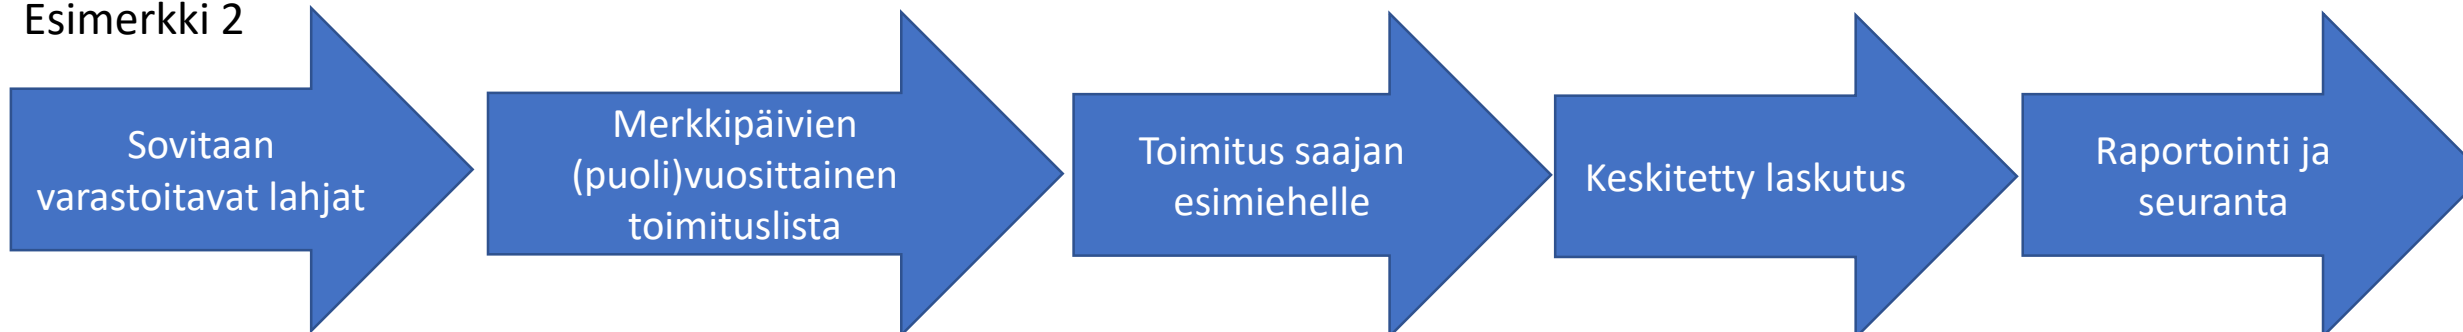 Esimerkki 2
Sovitaan
varastoitavat lahjat
Merkkipäivien
(puoli)vuosittainen
toimituslista
Toimitus saajan
esimiehelle
Keskitetty laskutus
Raportointi ja
seuranta